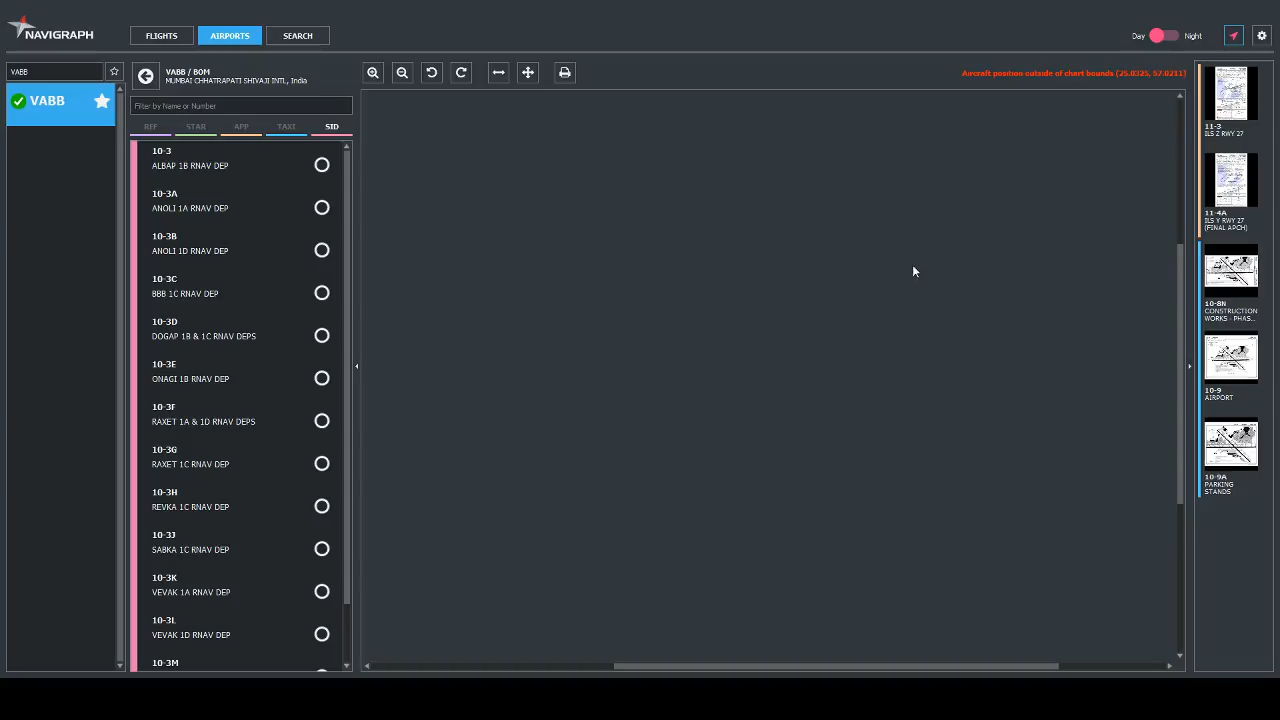 NAVIGRAPH
FLIGHTS
AIRPORTS
SEARCH
Day
Night
VABB
VABB
VABB / BOM
MUMBAI CHHATRAPATI SHIVAJI INTL, India
Filter by Name or Number
REF
STAR
APP
TAXI
SID
10-3
ALBAP 1B RNAV DEP
10-3A
ANOLI 1A RNAV DEP
10-3B
ANOLI 1D RNAV DEP
10-3C
BBB 1C RNAV DEP
10-3D
DOGAP 1B & 1C RNAV DEPS
10-3E
ONAGI 1B RNAV DEP
10-3F
RAXET 1A & 1D RNAV DEPS
10-3G
RAXET 1C RNAV DEP
10-3H
REVKA 1C RNAV DEP
10-3J
SABKA 1C RNAV DEP
10-3K
VEVAK 1A RNAV DEP
10-3L
VEVAK 1D RNAV DEP
10-3M
Aircraft position outside of chart bounds [25.0325, 57.0211]
11-3
ILS Z RWY 27
11-4A
ILS Y RWY 27
(FINAL APCH)
10-8N
CONSTRUCTION
WORKS - PHAS...
10-9
AIRPORT
10-9A
PARKING
STANDS